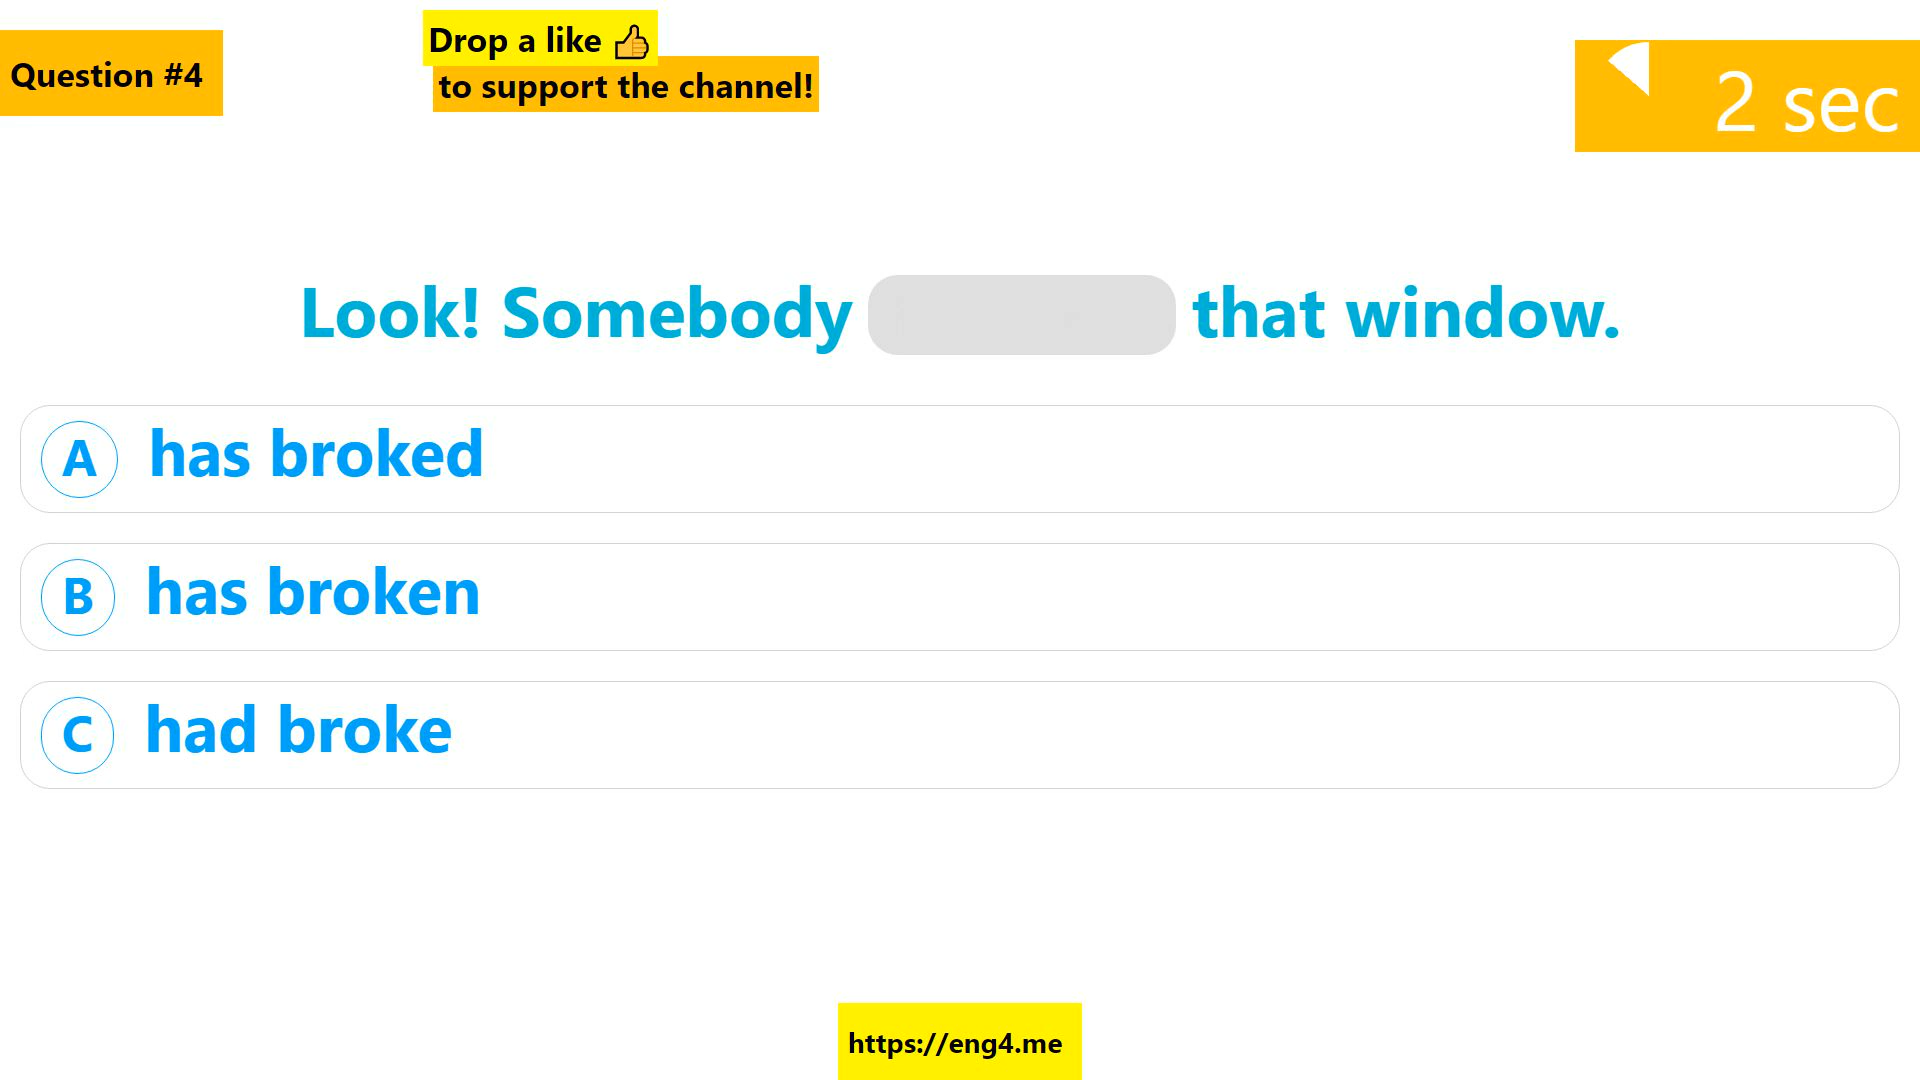 Question #4
Drop a like 👍
to support the channel!
2 sec
Look! Somebody that window.
A has broked
B has broken
C had broke
https://eng4.me